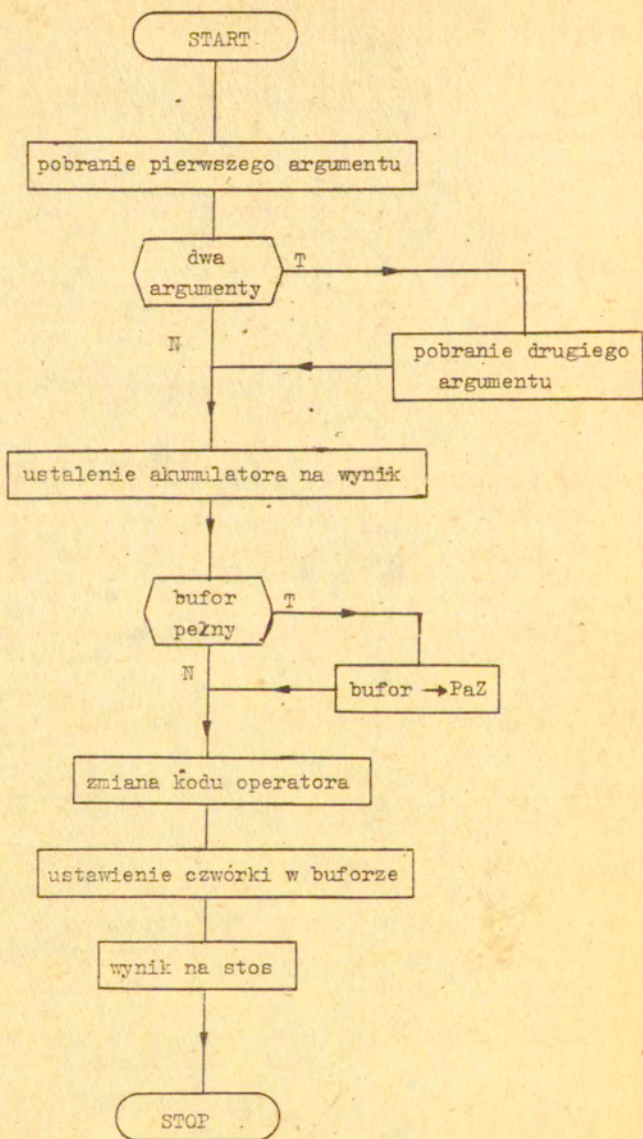 START
pobranie pierwszego argumentu
dwa
argumenty
T
N
pobranie drugiego
argumentu
ustalenie akumulatora na wynik
bufor
pełny
T
N
bufor → PaZ
zmiana kodu operatora
ustawienie czwórki w buforze
wynik na stos
STOP